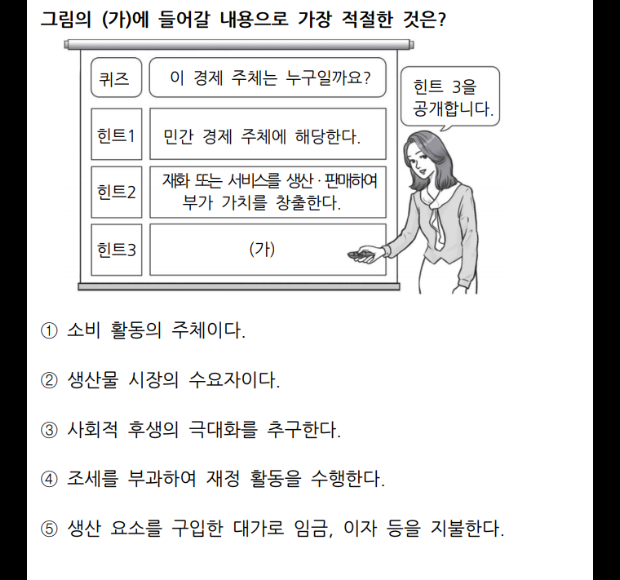 그림의 (가)에 들어갈 내용으로 가장 적절한 것은?
퀴즈
이 경제 주체는 누구일까요?
힌트 3을
공개합니다.
힌트1
민간 경제 주체에 해당한다.
힌트2
재화 또는 서비스를 생산·판매하여
부가 가치를 창출한다.
힌트3
(가)
① 소비 활동의 주체이다.
② 생산물 시장의 수요자이다.
③ 사회적 후생의 극대화를 추구한다.
④ 조세를 부과하여 재정 활동을 수행한다.
⑤ 생산 요소를 구입한 대가로 임금, 이자 등을 지불한다.